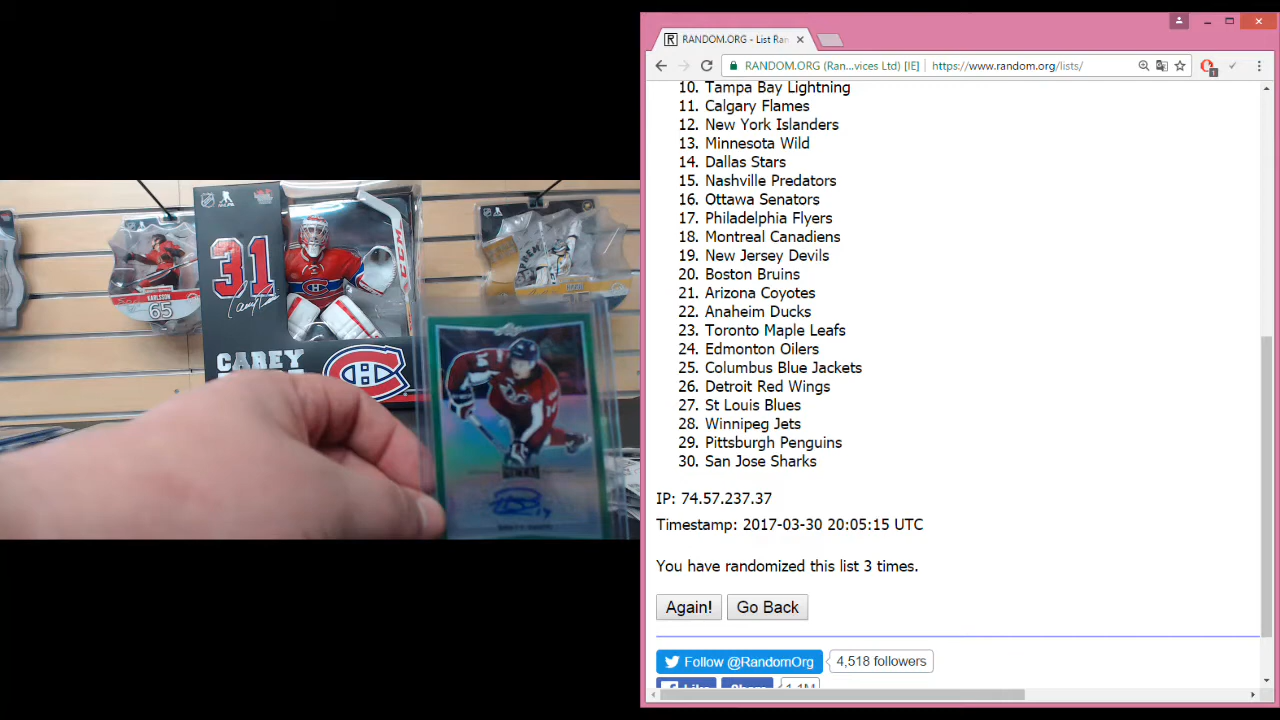 31
CAREY
KARLSSON
65
CCM
RANDOM.ORG - List Ran
RANDOM.ORG (Ran...vices Ltd) [IE] https://www.random.org/lists/
1
10. Tampa Bay Lightning
11. Calgary Flames
12. New York Islanders
13. Minnesota Wild
14. Dallas Stars
15. Nashville Predators
16. Ottawa Senators
17. Philadelphia Flyers
18. Montreal Canadiens
19. New Jersey Devils
20. Boston Bruins
21. Arizona Coyotes
22. Anaheim Ducks
23. Toronto Maple Leafs
24. Edmonton Oilers
25. Columbus Blue Jackets
26. Detroit Red Wings
27. St Louis Blues
28. Winnipeg Jets
29. Pittsburgh Penguins
30. San Jose Sharks
IP: 74.57.237.37
Timestamp: 2017-03-30 20:05:15 UTC
You have randomized this list 3 times.
Again! Go Back
Follow @RandomOrg 4,518 followers
Like Share 1.1M